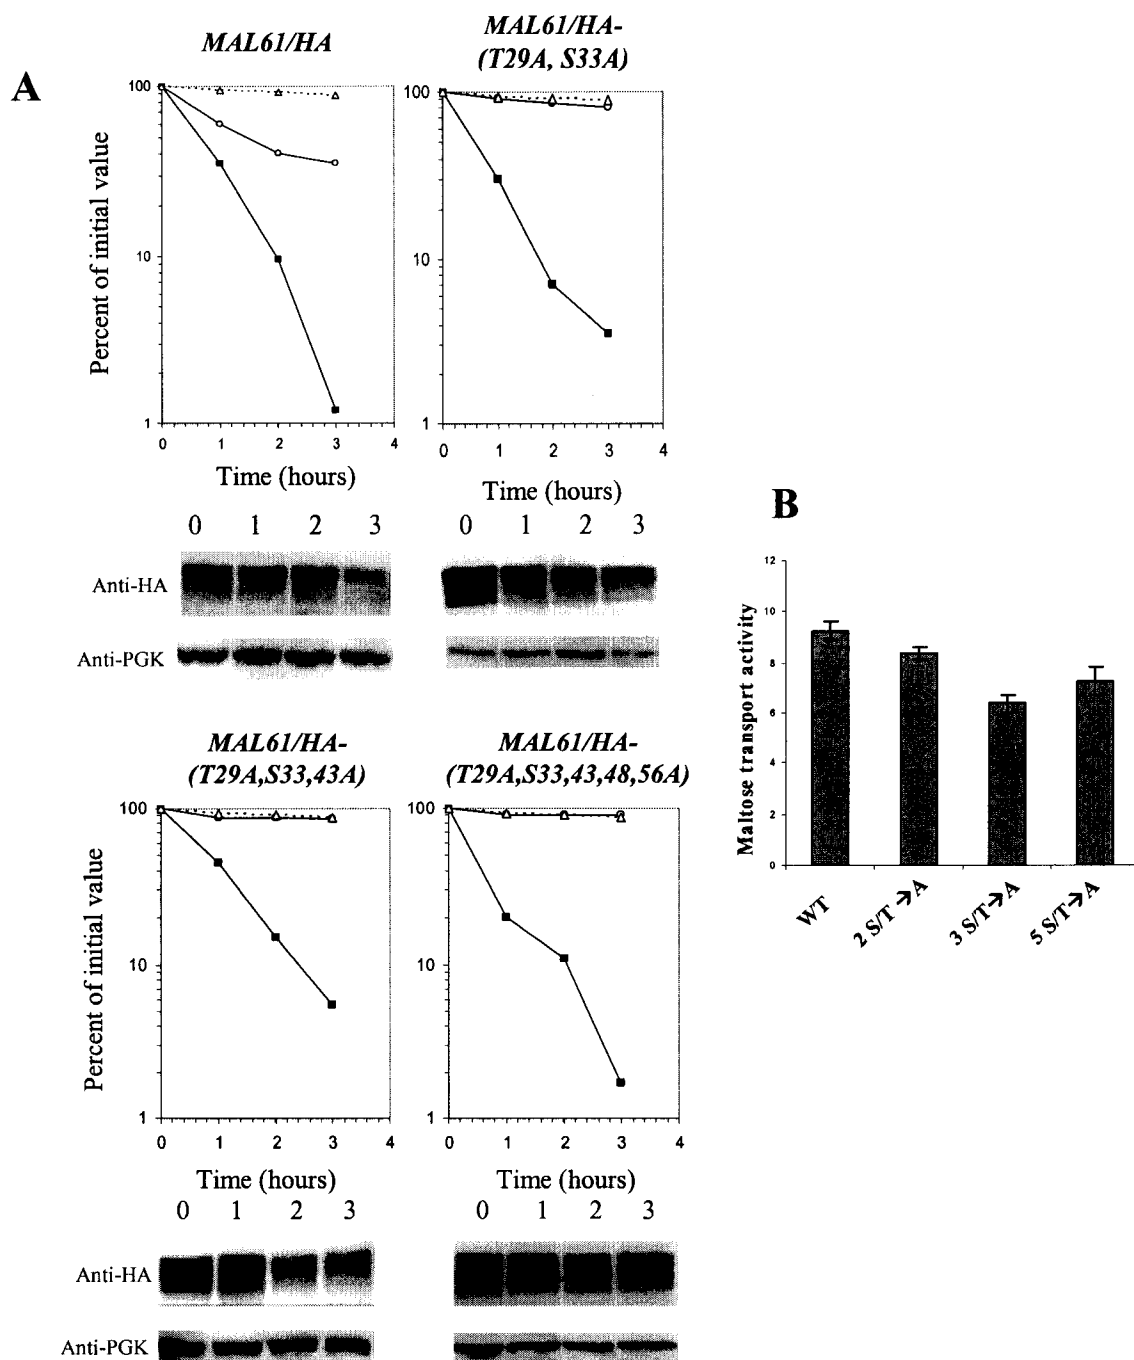 A
MAL61/HA
MAL61/HA-
(T29A, S33A)
Percent of initial value
100
10
1
0 1 2 3 4
Time (hours)
100
10
1
0 1 2 3 4
Time (hours)
0 1 2 3
0 1 2 3
Anti-HA
Anti-PGK
B
Maltose transport activity
12
10
8
6
4
2
0
WT
2 S/T→A
3 S/T→A
5 S/T→A
MAL61/HA-
(T29A,S33,43A)
MAL61/HA-
(T29A,S33,43,48,56A)
Percent of initial value
100
10
1
0 1 2 3 4
Time (hours)
100
10
1
0 1 2 3 4
Time (hours)
0 1 2 3
0 1 2 3
Anti-HA
Anti-PGK